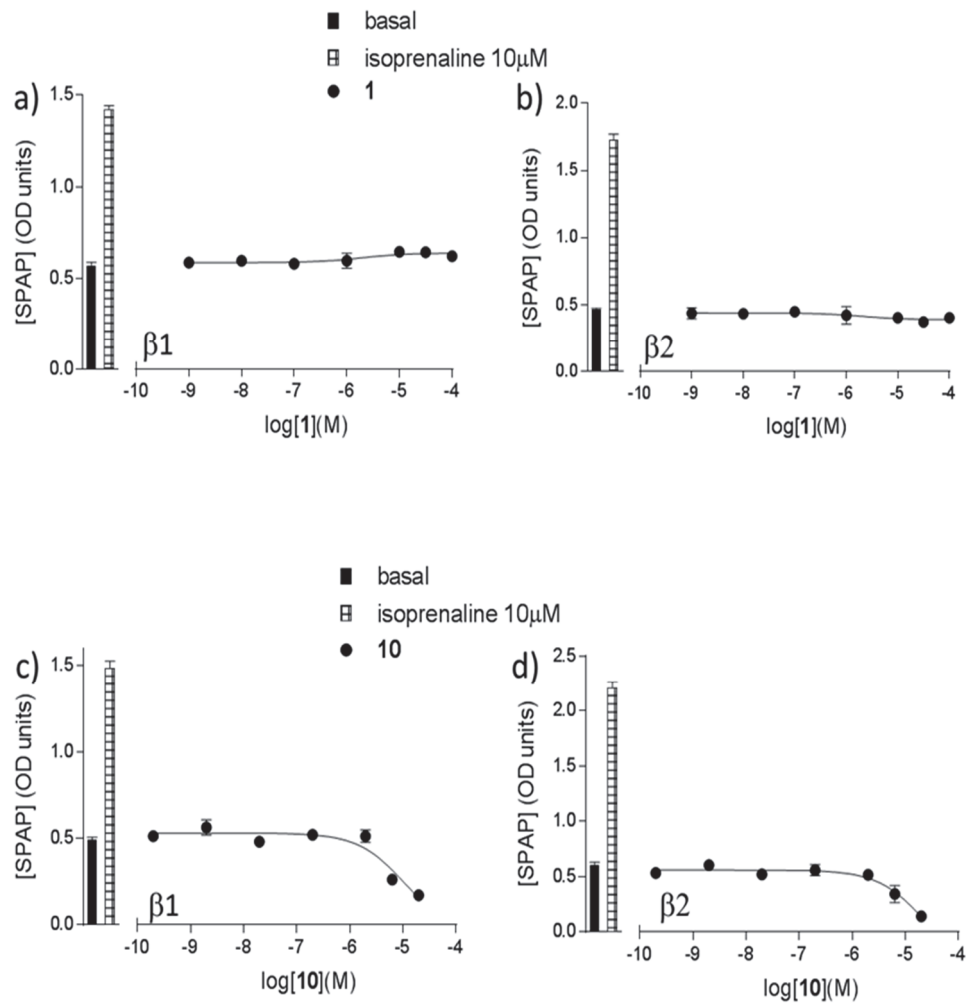 basal
isoprenaline 10μM
1
a)
1.5
1.0
0.5
0.0
[SPAP] (OD units)
β1
-10 -9 -8 -7 -6 -5 -4
log[1](M)
b)
2.0
1.5
1.0
0.5
0.0
[SPAP] (OD units)
β2
-10 -9 -8 -7 -6 -5 -4
log[1](M)
basal
isoprenaline 10μM
10
c)
1.5
1.0
0.5
0.0
[SPAP] (OD units)
β1
-10 -9 -8 -7 -6 -5 -4
log[10](M)
d)
2.5
2.0
1.5
1.0
0.5
0.0
[SPAP] (OD units)
β2
-10 -9 -8 -7 -6 -5 -4
log[10](M)